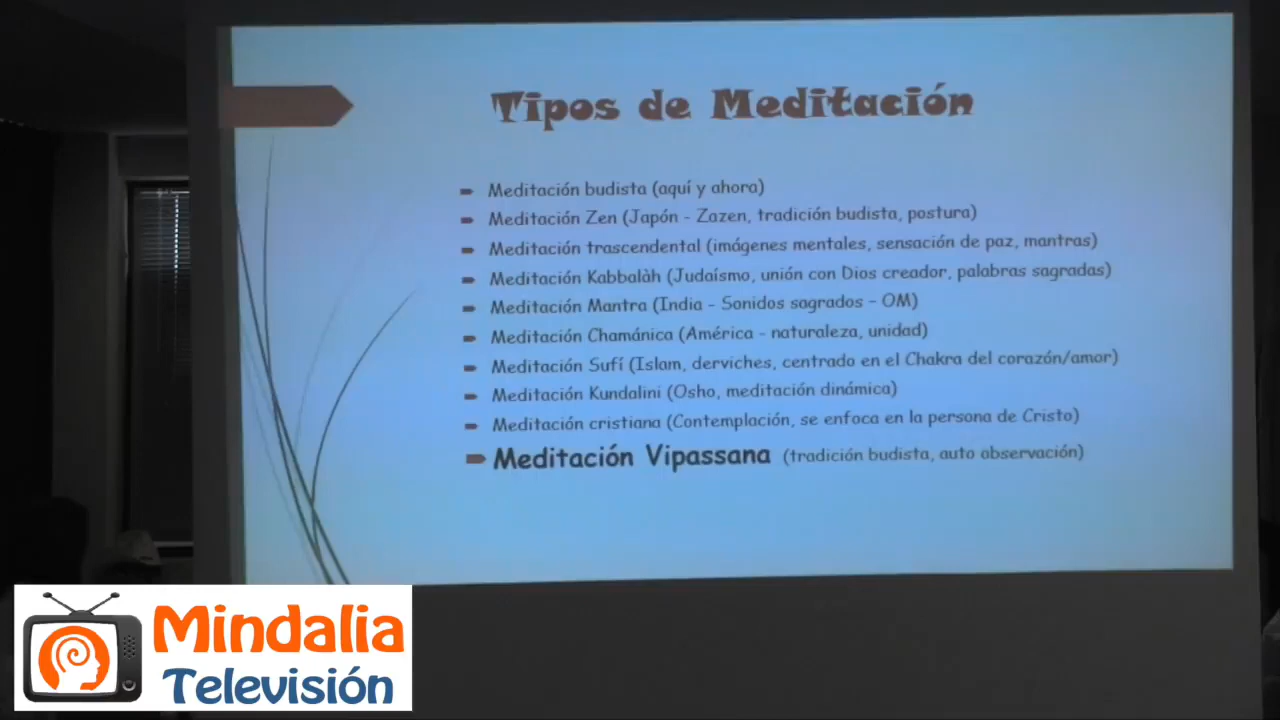 Tipos de Meditación
Meditación budista (aquí y ahora)
Meditación Zen (Japón - Zazen, tradición budista, postura)
Meditación trascendental (imágenes mentales, sensación de paz, mantras)
Meditación Kabbalàh (Judaísmo, unión con Dios creador, palabras sagradas)
Meditación Mantra (India - Sonidos sagrados - OM)
Meditación Chamánica (América - naturaleza, unidad)
Meditación Sufí (Islam, derviches, centrado en el Chakra del corazón/amor)
Meditación Kundalini (Osho, meditación dinámica)
Meditación cristiana (Contemplación, se enfoca en la persona de Cristo)
Meditación Vipassana (tradición budista, auto observación)
Mindalia
Televisión